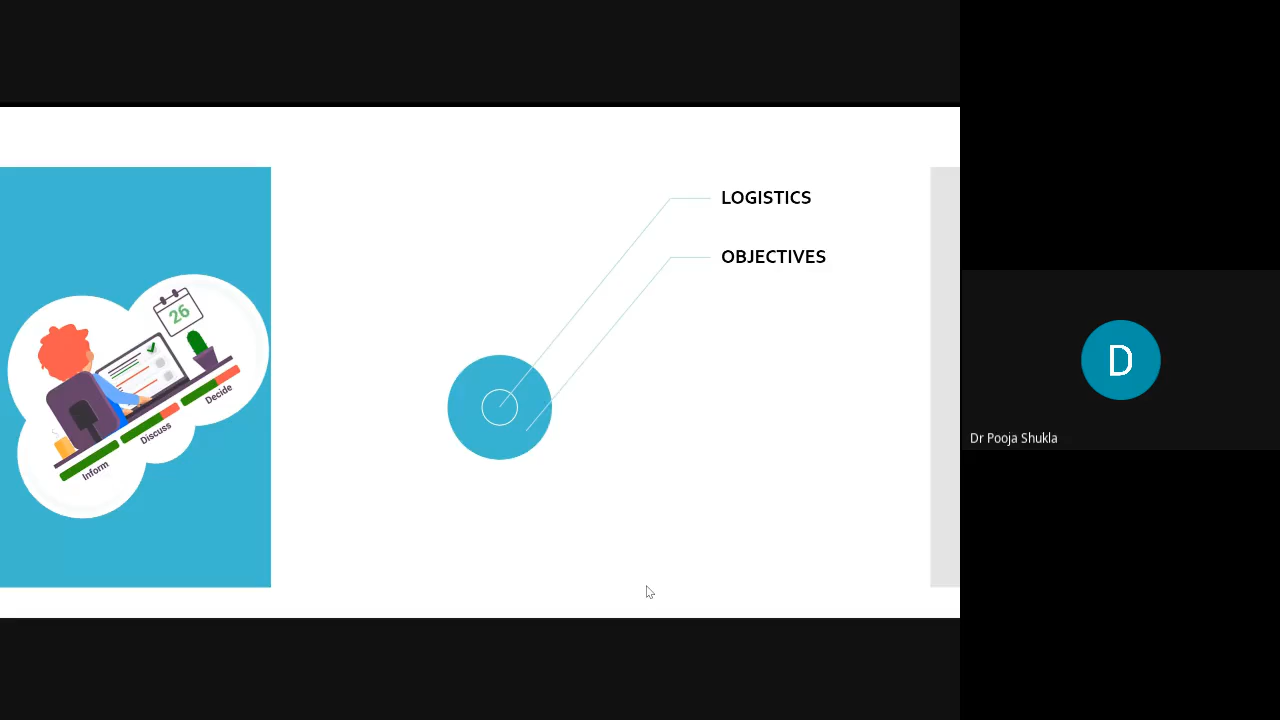 LOGISTICS
OBJECTIVES
26
Decide
Discuss
Inform
D
Dr Pooja Shukla